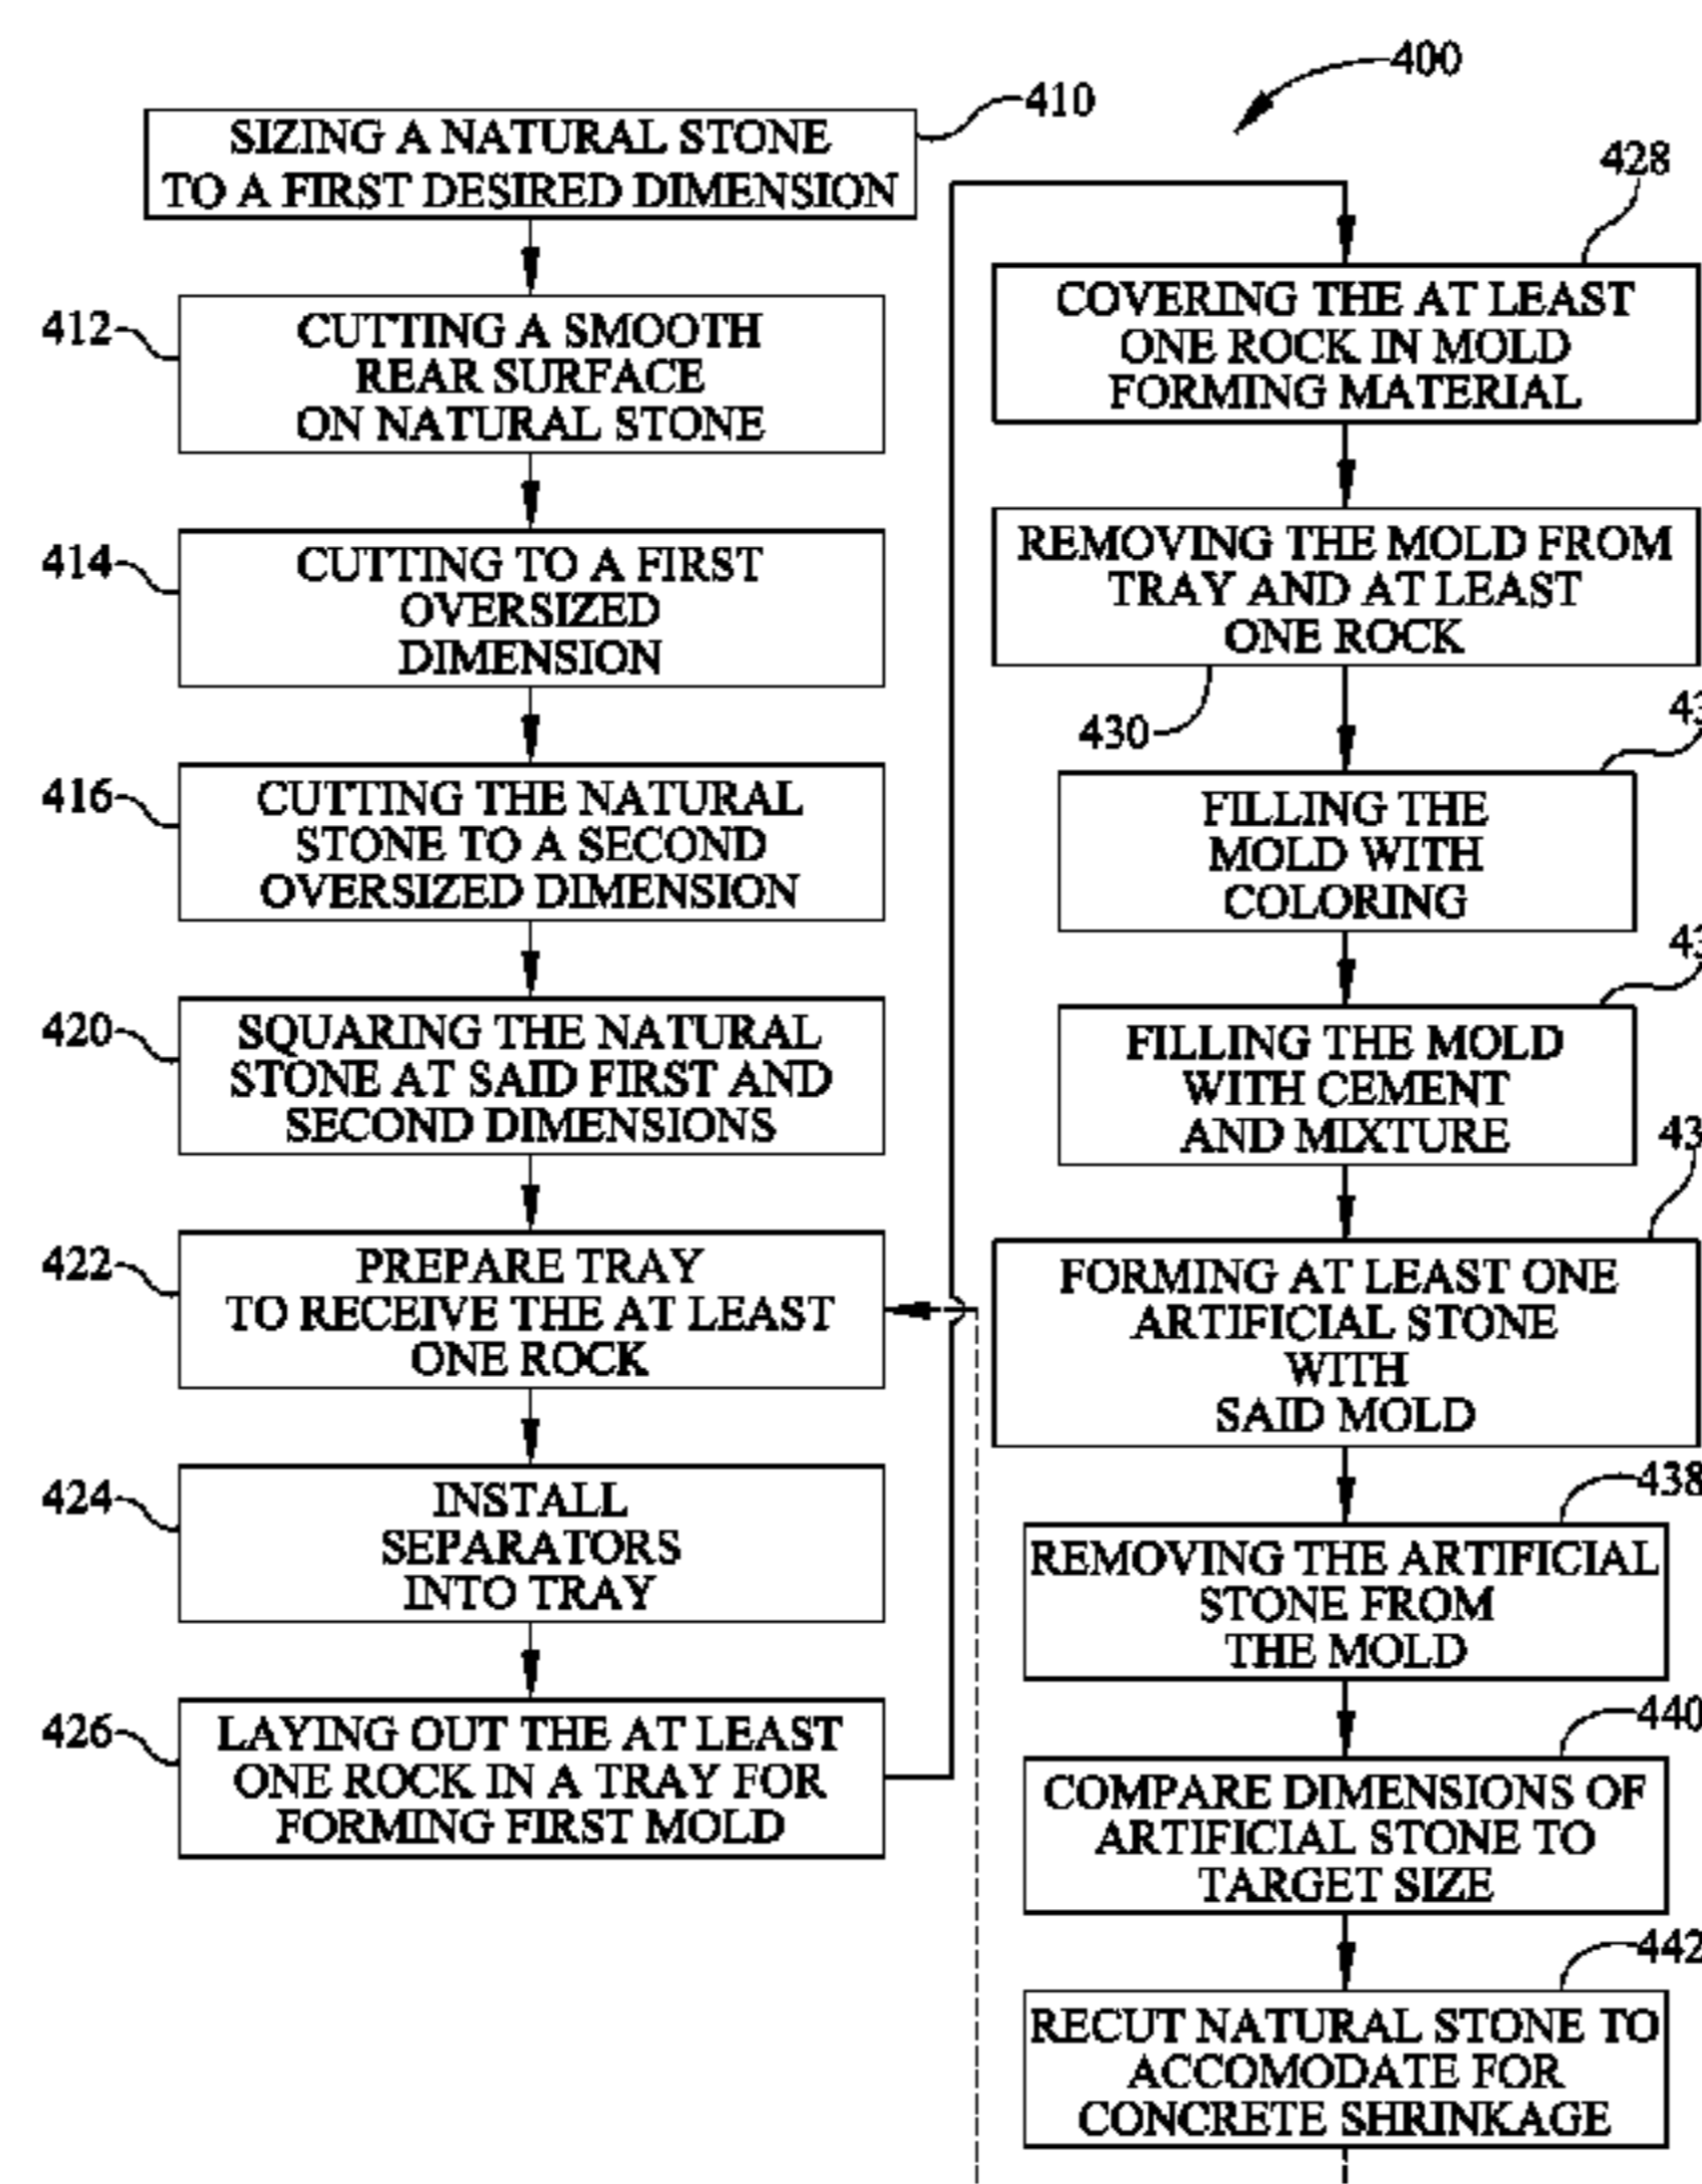 400
410
SIZING A NATURAL STONE
TO A FIRST DESIRED DIMENSION
412
CUTTING A SMOOTH
REAR SURFACE
ON NATURAL STONE
414
CUTTING TO A FIRST
OVERSIZED
DIMENSION
416
CUTTING THE NATURAL
STONE TO A SECOND
OVERSIZED DIMENSION
420
SQUARING THE NATURAL
STONE AT SAID FIRST AND
SECOND DIMENSIONS
422
PREPARE TRAY
TO RECEIVE THE AT LEAST
ONE ROCK
424
INSTALL
SEPARATORS
INTO TRAY
426
LAYING OUT THE AT LEAST
ONE ROCK IN A TRAY FOR
FORMING FIRST MOLD
428
COVERING THE AT LEAST
ONE ROCK IN MOLD
FORMING MATERIAL
REMOVING THE MOLD FROM
TRAY AND AT LEAST
ONE ROCK
430
FILLING THE
MOLD WITH
COLORING
FILLING THE MOLD
WITH CEMENT
AND MIXTURE
FORMING AT LEAST ONE
ARTIFICIAL STONE
WITH
SAID MOLD
438
REMOVING THE ARTIFICIAL
STONE FROM
THE MOLD
440
COMPARE DIMENSIONS OF
ARTIFICIAL STONE TO
TARGET SIZE
442
RECUT NATURAL STONE TO
ACCOMODATE FOR
CONCRETE SHRINKAGE